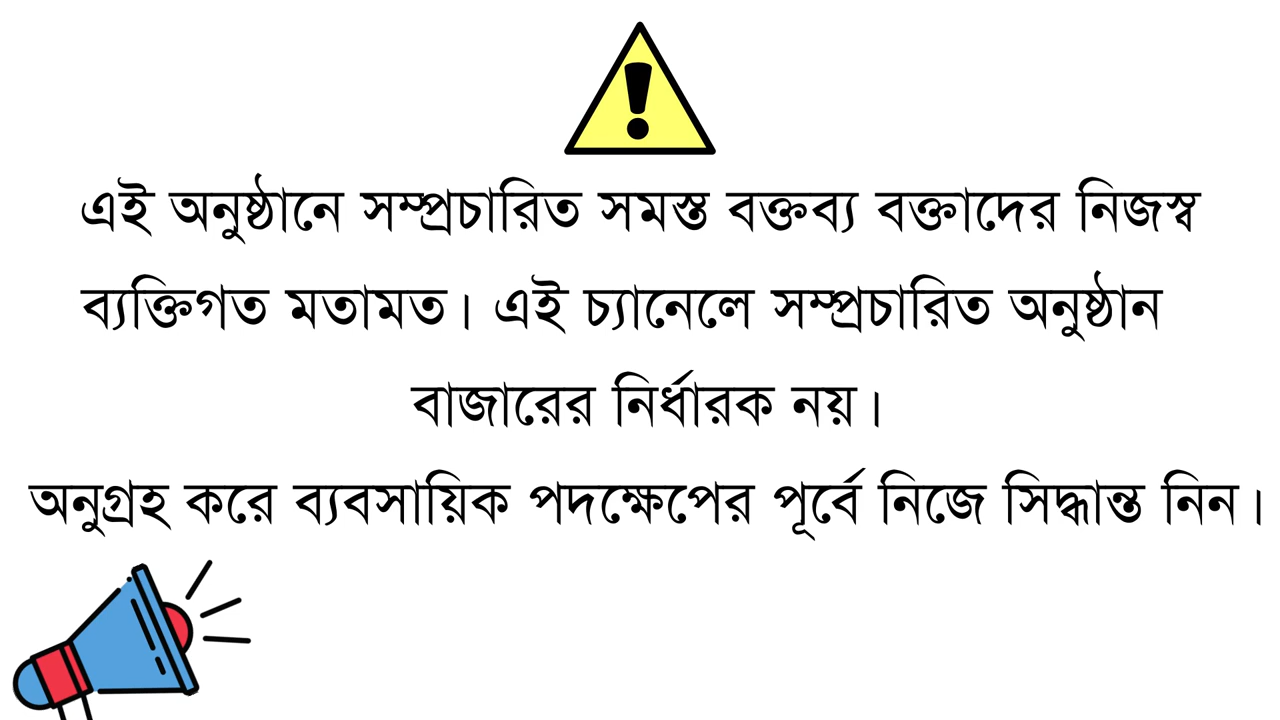 এই অনুষ্ঠানে সম্প্রচারিত সমস্ত বক্তব্য বক্তাদের নিজস্ব
ব্যক্তিগত মতামত। এই চ্যানেলে সম্প্রচারিত অনুষ্ঠান
বাজারের নির্ধারক নয়।
অনুগ্রহ করে ব্যবসায়িক পদক্ষেপের পূর্বে নিজে সিদ্ধান্ত নিন।